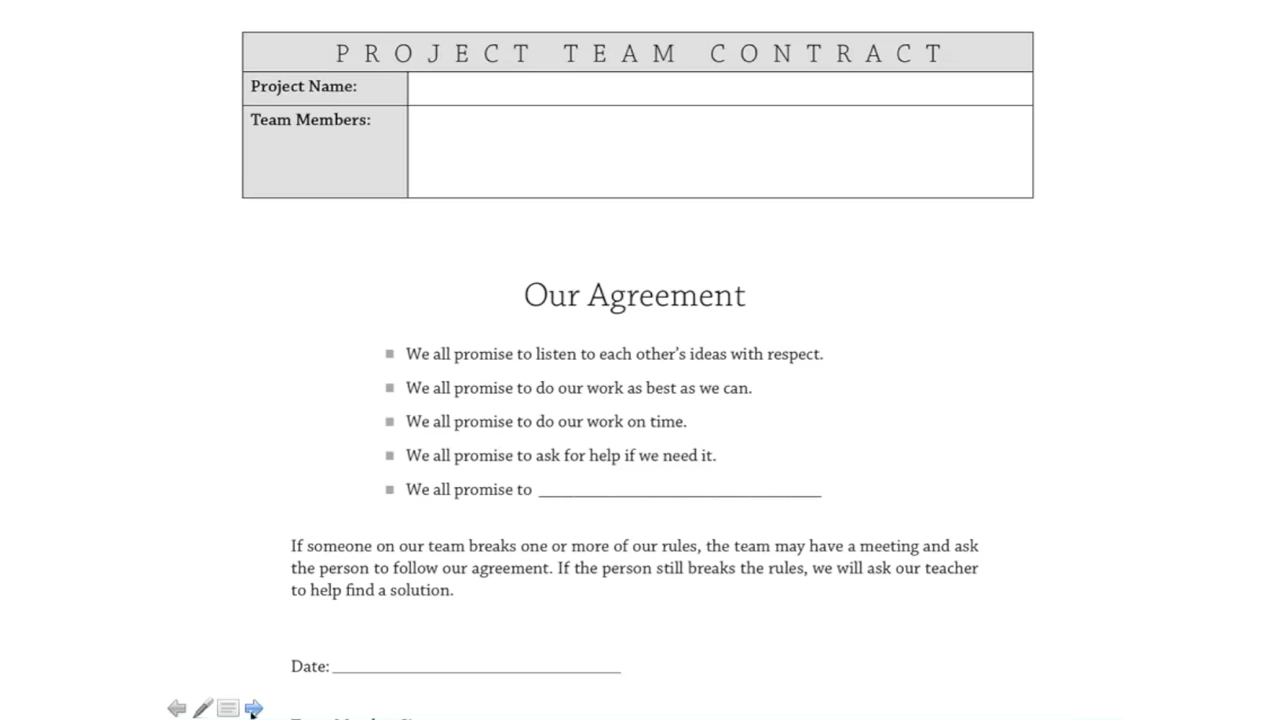 PROJECT TEAM CONTRACT
Project Name:
Team Members:
Our Agreement
We all promise to listen to each other's ideas with respect.
We all promise to do our work as best as we can.
We all promise to do our work on time.
We all promise to ask for help if we need it.
We all promise to
If someone on our team breaks one or more of our rules, the team may have a meeting and ask
the person to follow our agreement. If the person still breaks the rules, we will ask our teacher
to help find a solution.
Date: